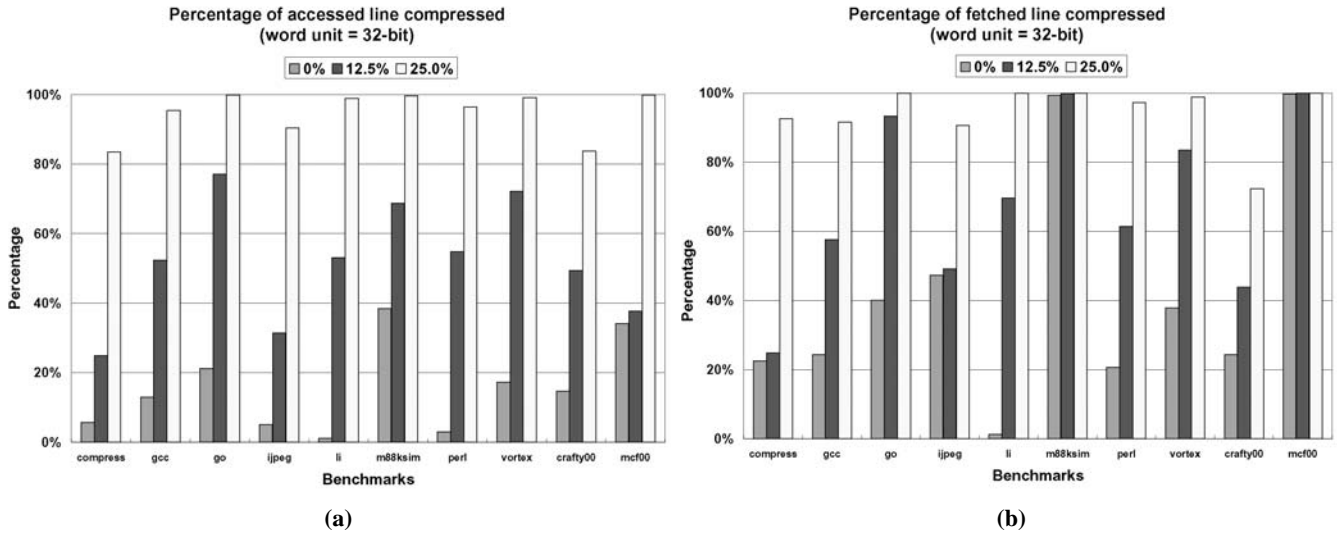 Percentage of accessed line compressed
(word unit = 32-bit)
0% 12.5% 25.0%
100%
80%
60%
40%
20%
0%
Percentage
compress gcc go ijpeg li m88ksim perl vortex crafty00 mcf00
Benchmarks
(a)
Percentage of fetched line compressed
(word unit = 32-bit)
0% 12.5% 25.0%
100%
80%
60%
40%
20%
0%
Percentage
compress gcc go ijpeg li m88ksim perl vortex crafty00 mcf00
Benchmarks
(b)